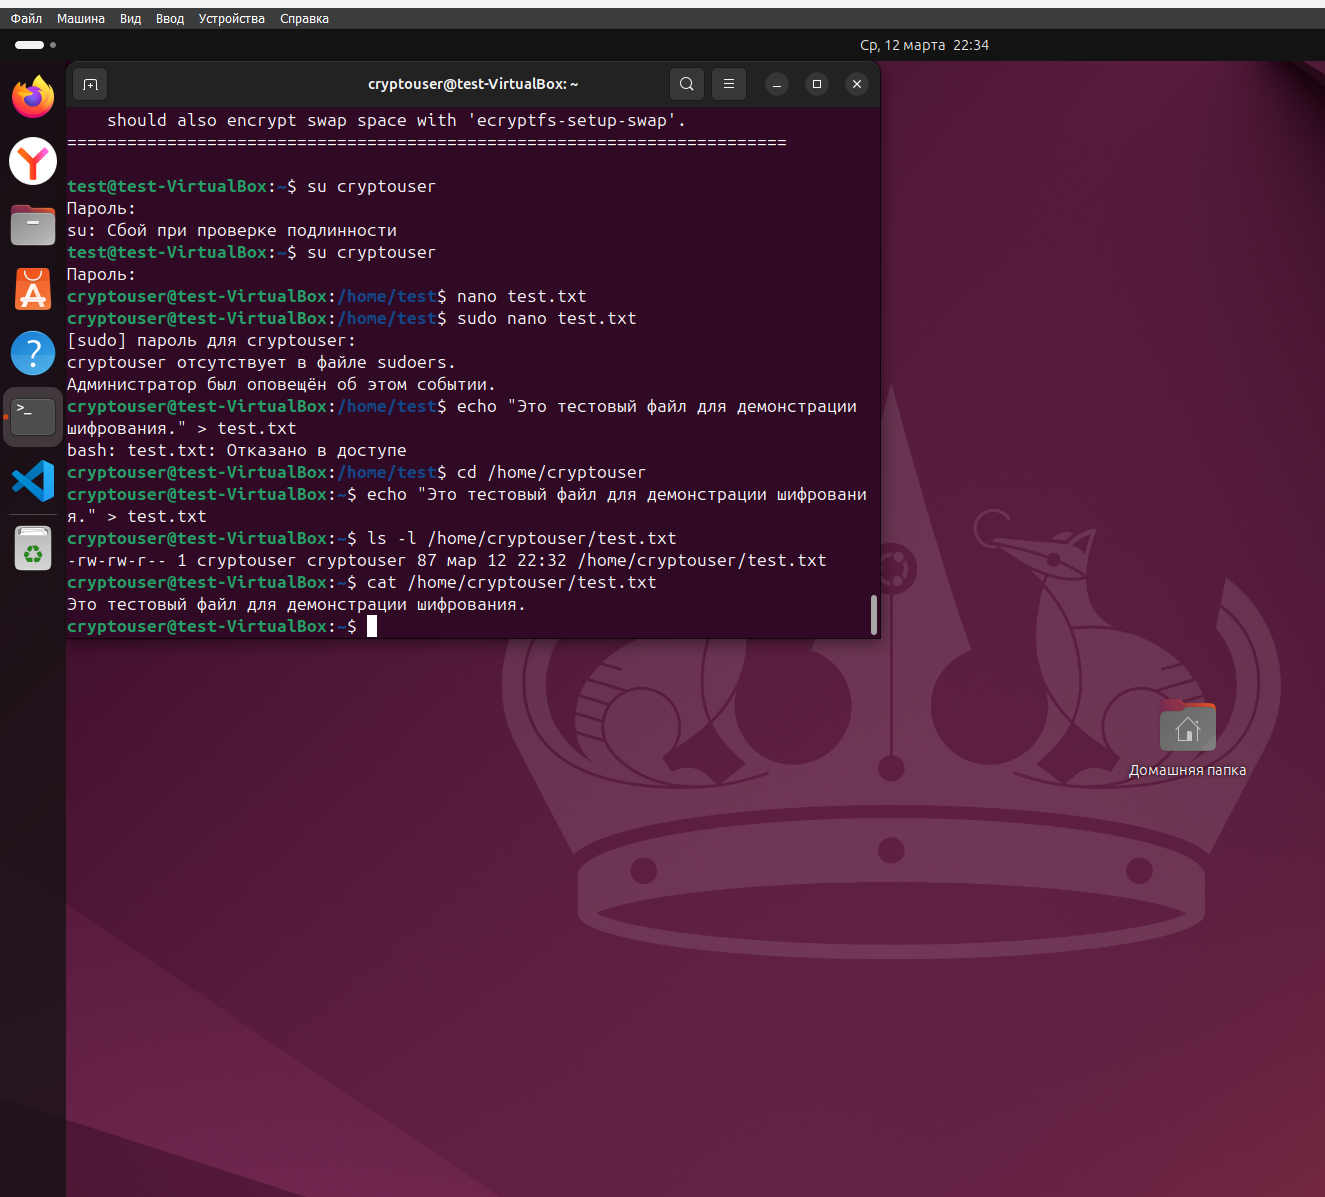 Файл Машина Вид Ввод Устройства Справка
Ср, 12 марта 22:34
cryptouser@test-VirtualBox: ~
should also encrypt swap space with 'ecryptfs-setup-swap'.
========================================================================
test@test-VirtualBox:~$ su cryptouser
Пароль:
su: Сбой при проверке подлинности
test@test-VirtualBox:~$ su cryptouser
Пароль:
cryptouser@test-VirtualBox:/home/test$ nano test.txt
cryptouser@test-VirtualBox:/home/test$ sudo nano test.txt
[sudo] пароль для cryptouser:
cryptouser отсутствует в файле sudoers.
Администратор был оповещён об этом событии.
cryptouser@test-VirtualBox:/home/test$ echo "Это тестовый файл для демонстрации
шифрования." > test.txt
bash: test.txt: Отказано в доступе
cryptouser@test-VirtualBox:/home/test$ cd /home/cryptouser
cryptouser@test-VirtualBox:~$ echo "Это тестовый файл для демонстрации шифровани
я." > test.txt
cryptouser@test-VirtualBox:~$ ls -l /home/cryptouser/test.txt
-rw-rw-r-- 1 cryptouser cryptouser 87 мар 12 22:32 /home/cryptouser/test.txt
cryptouser@test-VirtualBox:~$ cat /home/cryptouser/test.txt
Это тестовый файл для демонстрации шифрования.
cryptouser@test-VirtualBox:~$
Домашняя папка